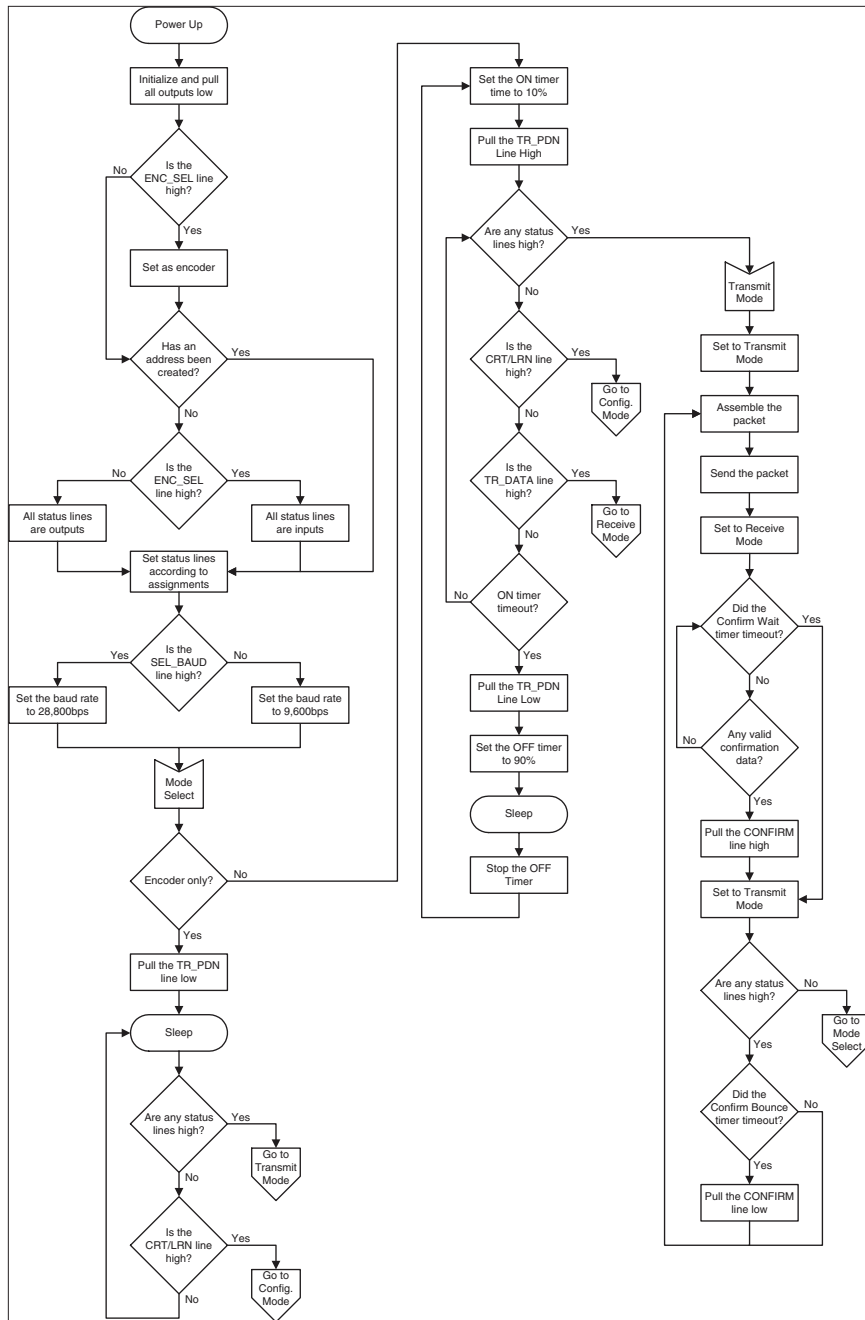 Power Up
Initialize and pull
all outputs low
Is the
ENC_SEL line
high?
No
Yes
Set as encoder
Has an
address been
created?
Yes
No
Is the
ENC_SEL
line high?
No
Yes
All status lines
are outputs
All status lines
are inputs
Set status lines
according to
assignments
Is the
SEL_BAUD
line high?
Yes
No
Set the baud rate
to 28,800bps
Set the baud rate
to 9,600bps
Mode
Select
Encoder only?
No
Yes
Pull the TR_PDN
line low
Sleep
Are any status
lines high?
Yes
Go to
Transmit
Mode
No
Is the
CRT/LRN line
high?
Yes
Go to
Config.
Mode
No
Set the ON timer
time to 10%
Pull the TR_PDN
Line High
Are any status
lines high?
Yes
No
Is the
CRT/LRN line
high?
Yes
Go to
Config.
Mode
No
Is the
TR_DATA line
high?
Yes
Go to
Receive
Mode
No
ON timer
timeout?
No
Yes
Pull the TR_PDN
Line Low
Set the OFF timer
to 90%
Sleep
Stop the OFF
Timer
Transmit
Mode
Set to Transmit
Mode
Assemble the
packet
Send the packet
Set to Receive
Mode
Did the
Confirm Wait
timer timeout?
Yes
No
Any valid
confirmation
data?
No
Yes
Pull the CONFIRM
line high
Set to Transmit
Mode
Are any status
lines high?
No
Go to
Mode
Select
Yes
Did the
Confirm Bounce
timer timeout?
No
Yes
Pull the CONFIRM
line low